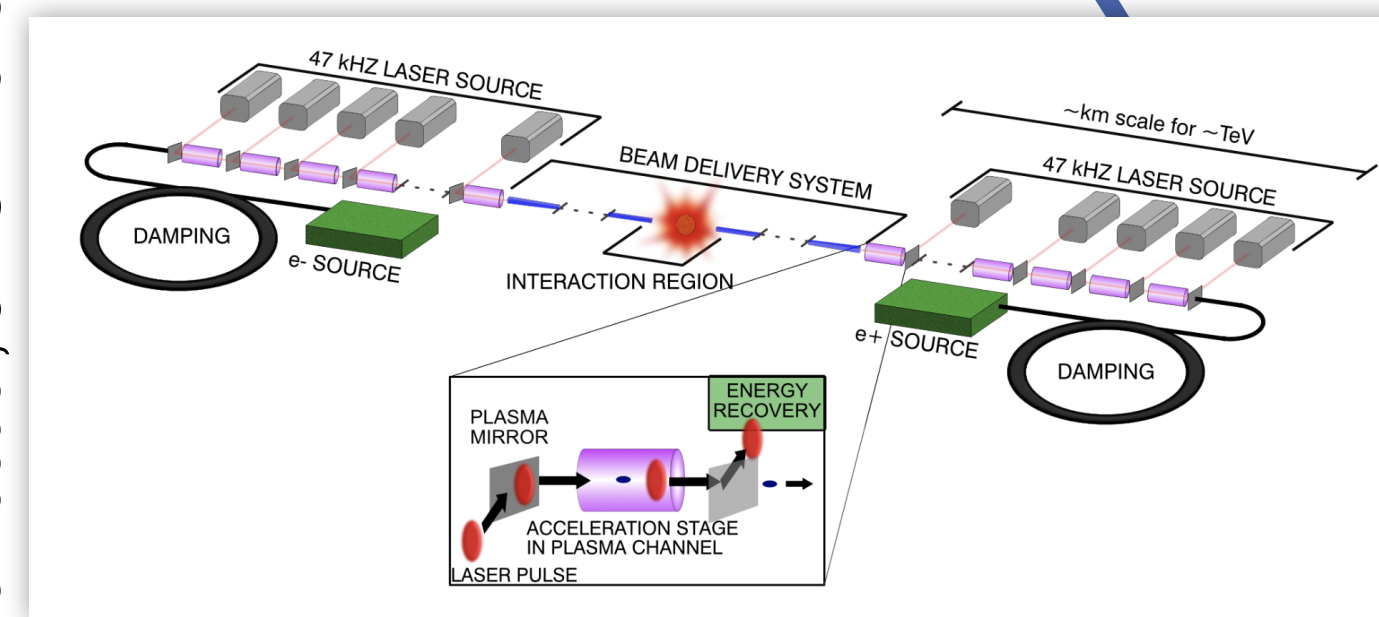 47 kHZ LASER SOURCE
~km scale for ~TeV
BEAM DELIVERY SYSTEM
47 kHZ LASER SOURCE
DAMPING
e- SOURCE
INTERACTION REGION
e+ SOURCE
DAMPING
ENERGY
RECOVERY
PLASMA
MIRROR
ACCELERATION STAGE
IN PLASMA CHANNEL
LASER PULSE